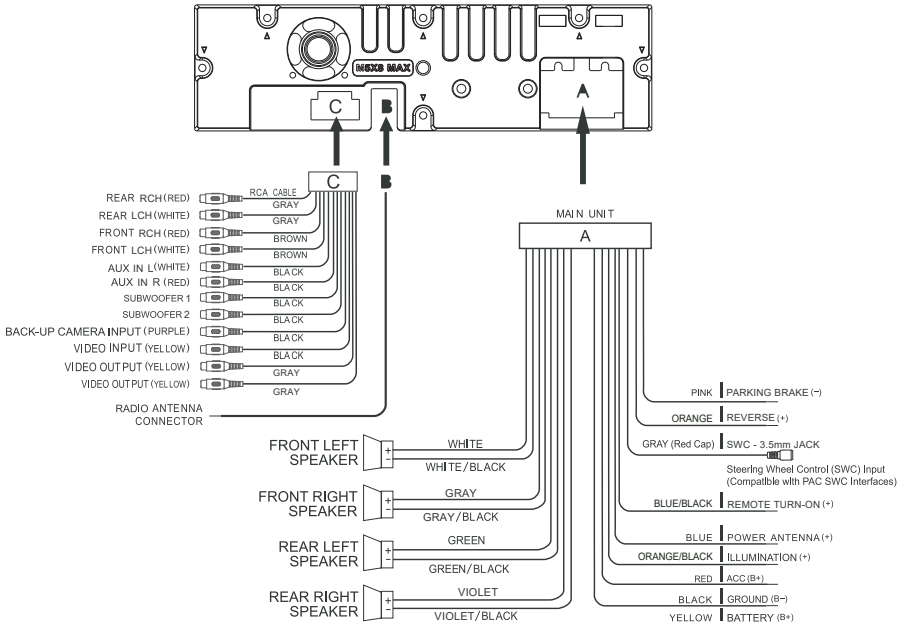 M5X8 MAX
C
B
A
C
B
RCA CABLE
REAR RCH (RED)
GRAY
REAR LCH (WHITE)
GRAY
FRONT RCH (RED)
BROWN
FRONT LCH (WHITE)
BROWN
AUX IN L (WHITE)
BLACK
AUX IN R (RED)
BLACK
SUBWOOFER 1
BLACK
SUBWOOFER 2
BLACK
BACK-UP CAMERA INPUT (PURPLE)
BLACK
VIDEO INPUT (YELLOW)
BLACK
VIDEO OUTPUT (YELLOW)
GRAY
VIDEO OUTPUT (YELLOW)
GRAY
RADIO ANTENNA
CONNECTOR
MAIN UNIT
A
FRONT LEFT
SPEAKER
+
−
WHITE
WHITE/BLACK
FRONT RIGHT
SPEAKER
+
−
GRAY
GRAY/BLACK
REAR LEFT
SPEAKER
+
−
GREEN
GREEN/BLACK
REAR RIGHT
SPEAKER
+
−
VIOLET
VIOLET/BLACK
PINK PARKING BRAKE (−)
ORANGE REVERSE (+)
GRAY (Red Cap) SWC - 3.5mm JACK
Steering Wheel Control (SWC) Input
(Compatible with PAC SWC Interfaces)
BLUE/BLACK REMOTE TURN-ON (+)
BLUE POWER ANTENNA (+)
ORANGE/BLACK ILLUMINATION (+)
RED ACC (B+)
BLACK GROUND (B−)
YELLOW BATTERY (B+)